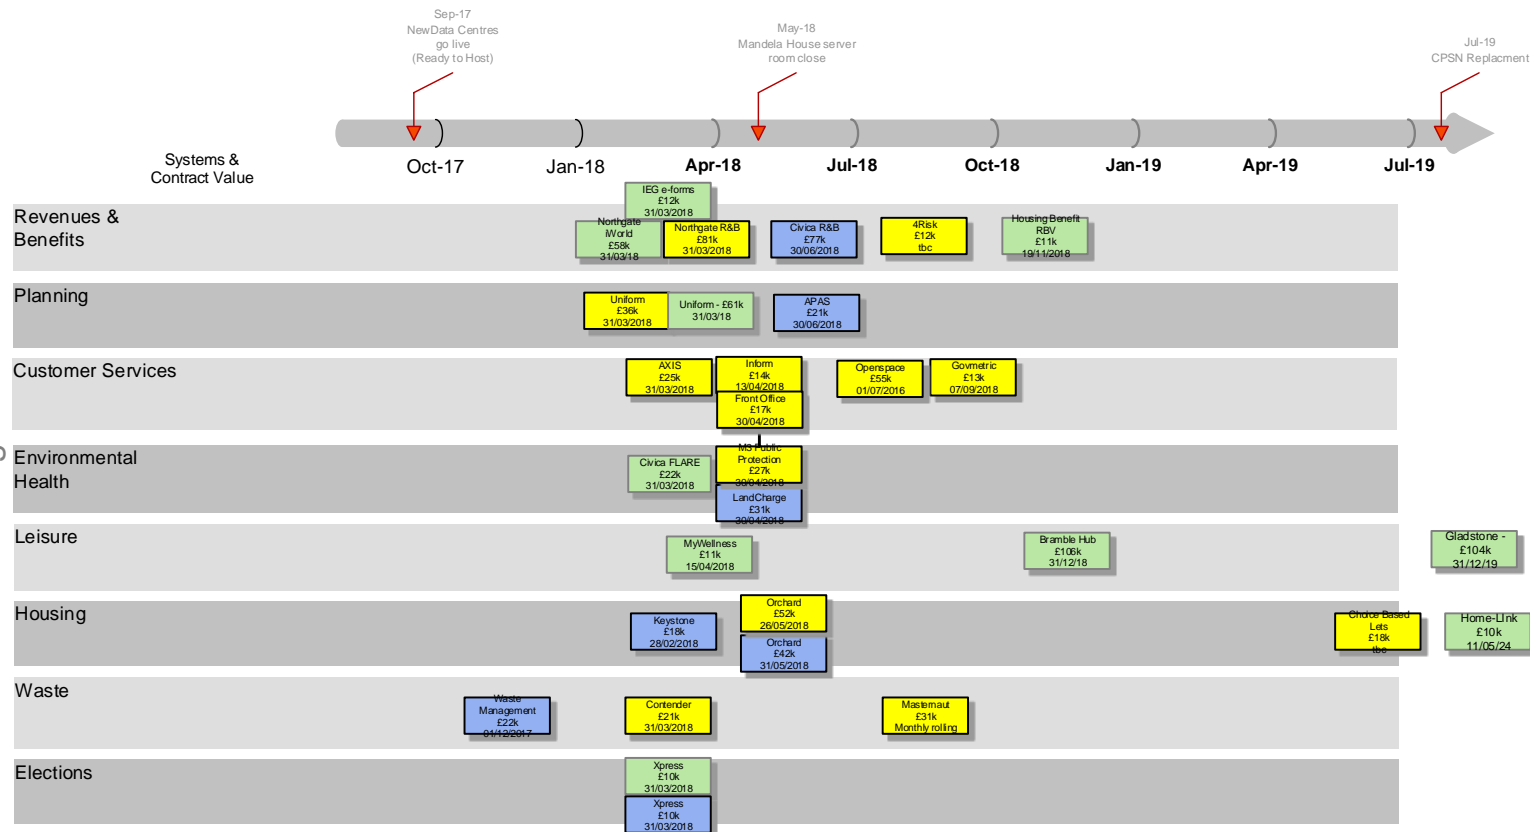 Sep-17
NewData Centres
go live
(Ready to Host)
May-18
Mandela House server
room close
Jul-19
CPSN Replacment
Systems &
Contract Value
Oct-17
Jan-18
Apr-18
Jul-18
Oct-18
Jan-19
Apr-19
Jul-19
Revenues &
Benefits
IEG e-forms
£12k
31/03/2018
Northgate
iWorld
£58k
31/03/18
Northgate R&B
£81k
31/03/2018
Civica R&B
£77k
30/06/2018
4Risk
£12k
tbc
Housing Benefit
RBV
£11k
19/11/2018
Planning
Uniform
£36k
31/03/2018
Uniform - £61k
31/03/18
APAS
£21k
30/06/2018
Customer Services
AXIS
£25k
31/03/2018
Inform
£14k
13/04/2018
Front Office
£17k
30/04/2018
Openspace
£55k
01/07/2016
Govmetric
£13k
07/09/2018
Environmental
Health
Civica FLARE
£22k
31/03/2018
M3 Public
Protection
£27k
30/04/2018
LandCharge
£31k
30/04/2018
Leisure
MyWellness
£11k
15/04/2018
Bramble Hub
£106k
31/12/18
Gladstone -
£104k
31/12/19
Housing
Keystone
£18k
28/02/2018
Orchard
£52k
26/05/2018
Orchard
£42k
31/05/2018
Choice Based
Lets
£18k
tbc
Home-LInk
£10k
11/05/24
Waste
Waste
Management
£22k
01/12/2017
Contender
£21k
31/03/2018
Masternaut
£31k
Monthly rolling
Elections
Xpress
£10k
31/03/2018
Xpress
£10k
31/03/2018